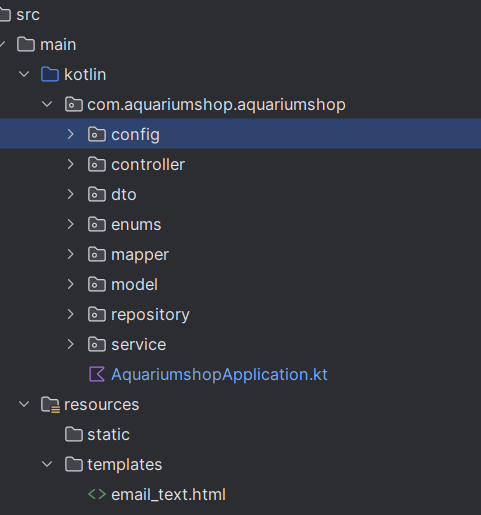 src
main
kotlin
com.aquariumshop.aquariumshop
config
controller
dto
enums
mapper
model
repository
service
AquariumshopApplication.kt
resources
static
templates
email_text.html